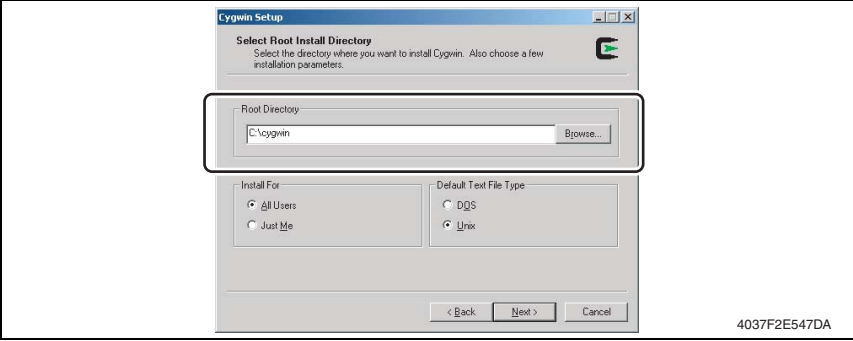 Cygwin Setup
Select Root Install Directory
Select the directory where you want to install Cygwin. Also choose a few
installation parameters.
Root Directory
C:\cygwin
Browse...
Install For
All Users
Just Me
Default Text File Type
DOS
Unix
< Back
Next >
Cancel
4037F2E547DA